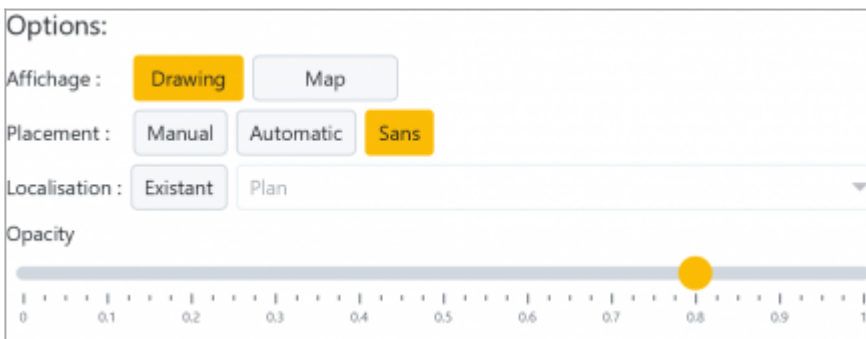 Options:
Affichage : Drawing Map
Placement : Manual Automatic Sans
Localisation : Existant Plan
Opacity
0 0.1 0.2 0.3 0.4 0.5 0.6 0.7 0.8 0.9 1